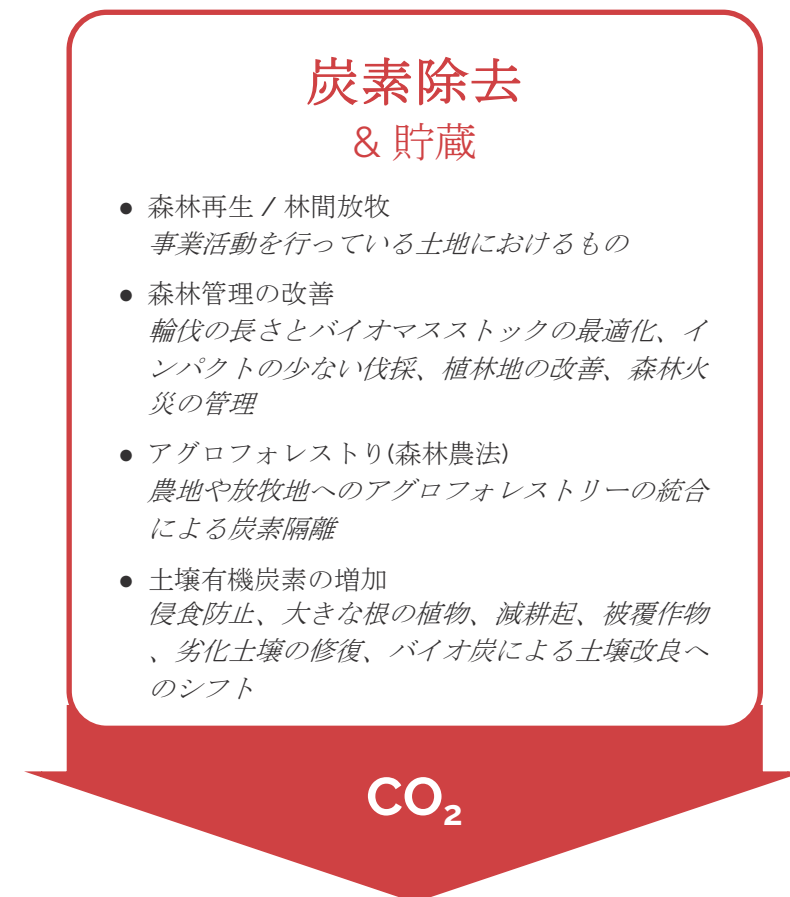 炭素除去
& 貯蔵
● 森林再生 / 林間放牧
事業活動を行っている土地におけるもの
● 森林管理の改善
輪伐の長さとバイオマスストックの最適化、イ
ンパクトの少ない伐採、植林地の改善、森林火
災の管理
● アグロフォレストり(森林農法)
農地や放牧地へのアグロフォレストリーの統合
による炭素隔離
● 土壌有機炭素の増加
侵食防止、大きな根の植物、減耕起、被覆作物
、劣化土壌の修復、バイオ炭による土壌改良へ
のシフト
CO₂